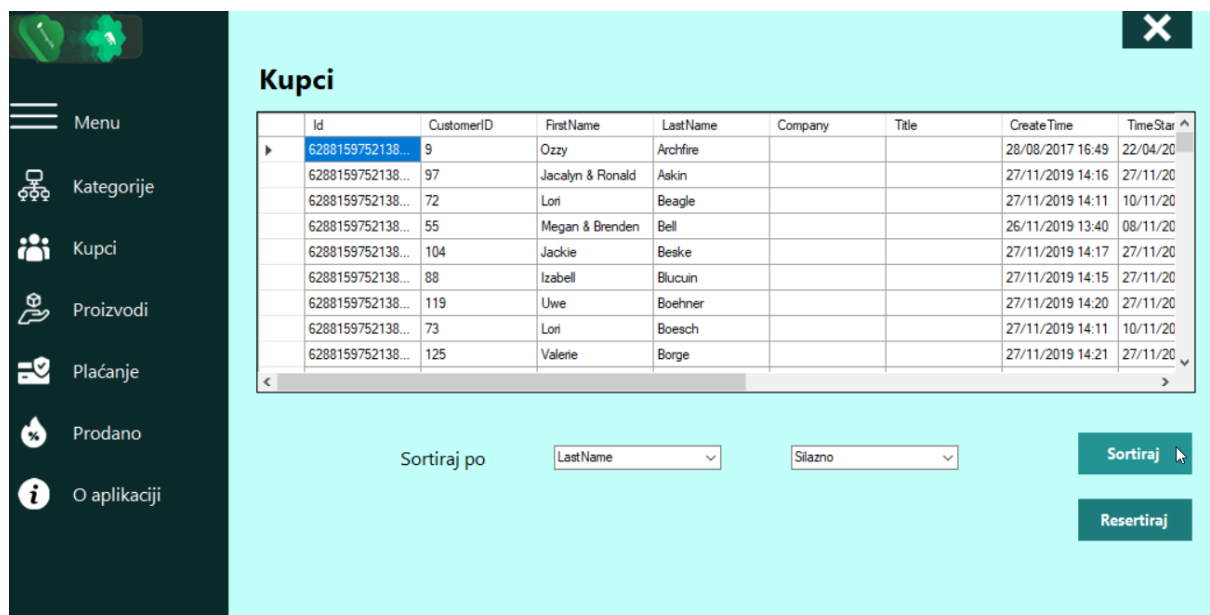 Kupci
Menu
Kategorije
Kupci
Proizvodi
Plaćanje
Prodano
O aplikaciji
Id CustomerID FirstName LastName Company Title CreateTime TimeStar
6288159752138... 9 Ozzy Archfire 28/08/2017 16:49 22/04/20
6288159752138... 97 Jacalyn & Ronald Askin 27/11/2019 14:16 27/11/20
6288159752138... 72 Lori Beagle 27/11/2019 14:11 10/11/20
6288159752138... 55 Megan & Brenden Bell 26/11/2019 13:40 08/11/20
6288159752138... 104 Jackie Beske 27/11/2019 14:17 27/11/20
6288159752138... 88 Izabell Blucuin 27/11/2019 14:15 27/11/20
6288159752138... 119 Uwe Boehner 27/11/2019 14:20 27/11/20
6288159752138... 73 Lori Boesch 27/11/2019 14:11 10/11/20
6288159752138... 125 Valerie Borge 27/11/2019 14:21 27/11/20
Sortiraj po LastName Silazno Sortiraj
Resertiraj